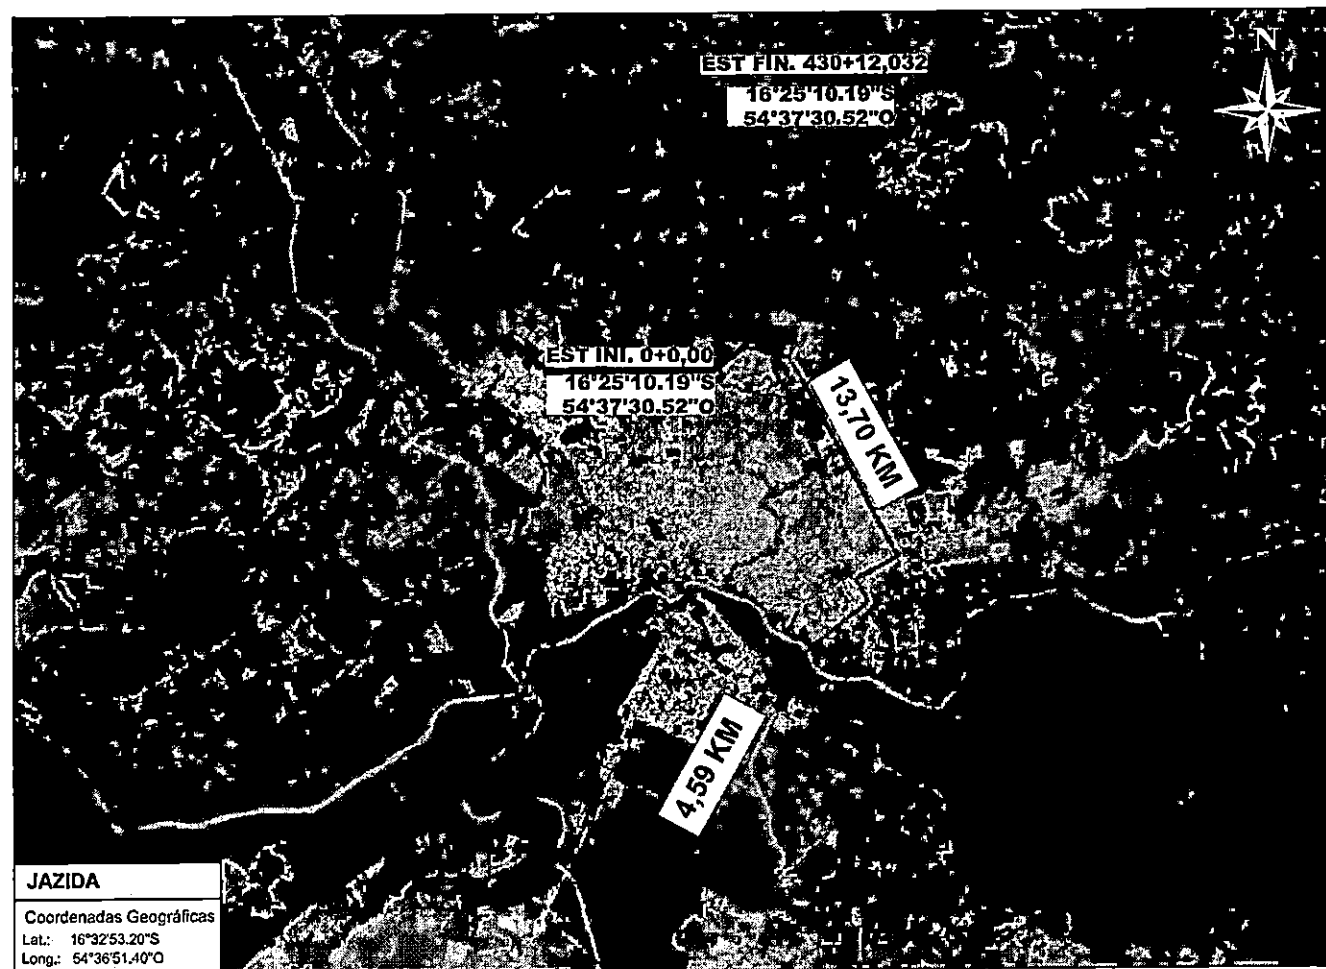 N
EST FIN. 430+12,032
16°25'10.19"S
54°37'30.52"O
EST INI. 0+0,00
16°25'10.19"S
54°37'30.52"O
13,70 KM
4,59 KM
JAZIDA
Coordenadas Geográficas
Lat.: 16°32'53.20"S
Long.: 54°36'51.40"O